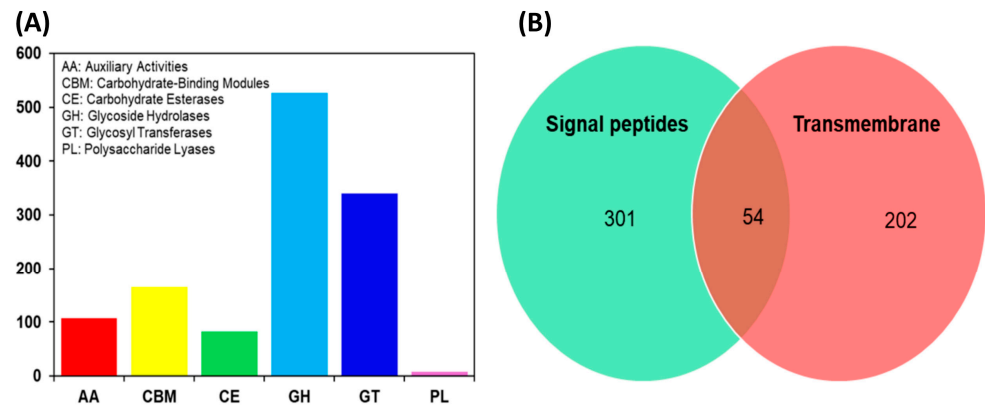 (A)
(B)
600
500
400
300
200
100
0
AA: Auxiliary Activities
CBM: Carbohydrate-Binding Modules
CE: Carbohydrate Esterases
GH: Glycoside Hydrolases
GT: Glycosyl Transferases
PL: Polysaccharide Lyases
AA CBM CE GH GT PL
Signal peptides Transmembrane
301 54 202